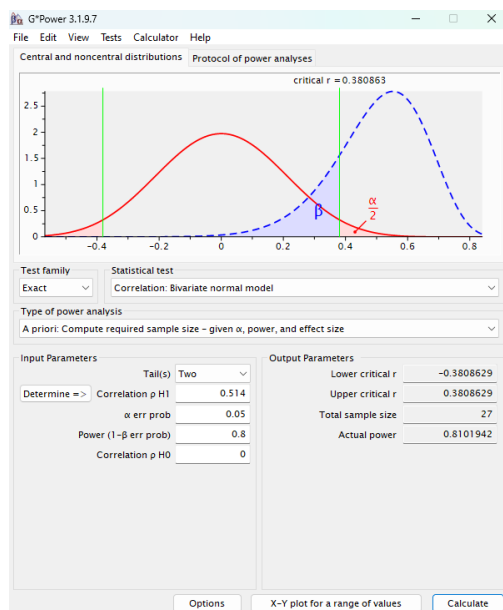 G*Power 3.1.9.7
File Edit View Tests Calculator Help
Central and noncentral distributions Protocol of power analyses
critical r = 0.380863
2.5
2
1.5
1
0.5
0
β
α
2
-0.4 -0.2 0 0.2 0.4 0.6 0.8
Test family Statistical test
Exact Correlation: Bivariate normal model
Type of power analysis
A priori: Compute required sample size – given α, power, and effect size
Input Parameters Output Parameters
Tail(s) Two Lower critical r -0.3808629
Determine => Correlation ρ H1 0.514 Upper critical r 0.3808629
α err prob 0.05 Total sample size 27
Power (1-β err prob) 0.8 Actual power 0.8101942
Correlation ρ H0 0
Options X-Y plot for a range of values Calculate